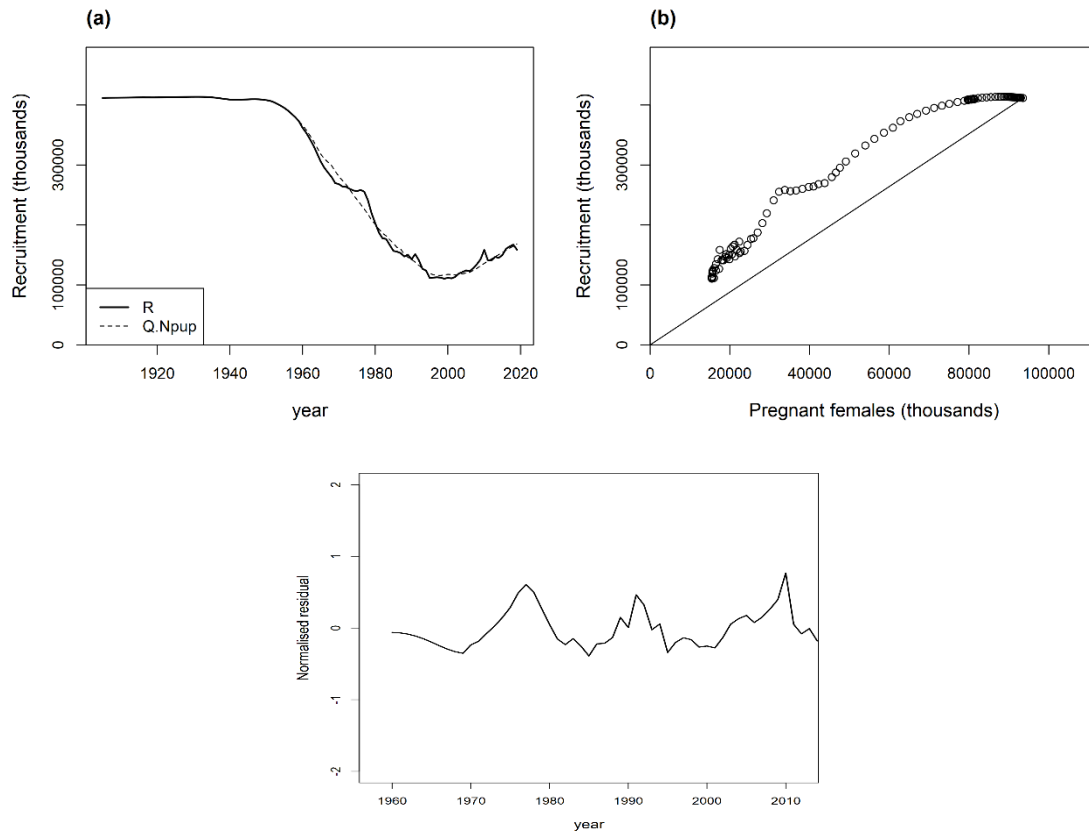 (a)
Recruitment (thousands)
0
100000
300000
R
Q.Npup
1920
1940
1960
1980
2000
2020
year
(b)
Recruitment (thousands)
0
100000
300000
0
20000
40000
60000
80000
100000
Pregnant females (thousands)
Normalised residual
2
1
0
-1
-2
1960
1970
1980
1990
2000
2010
year